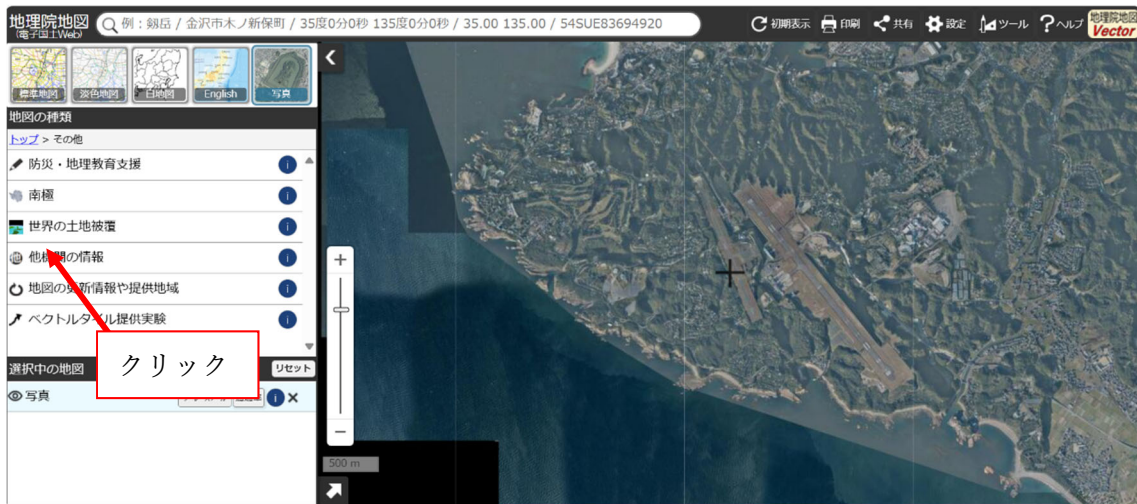 地理院地図
(電子国土Web)
例：剱岳 / 金沢市木ノ新保町 / 35度0分0秒 135度0分0秒 / 35.00 135.00 / 54SUE83694920
初期表示
印刷
共有
設定
ツール
ヘルプ
地理院地図
Vector
標準地図
淡色地図
白地図
English
写真
地図の種類
トップ > その他
防災・地理教育支援
南極
世界の土地被覆
他機関の情報
地図の更新情報や提供地域
ベクトルタイル提供実験
クリック
選択中の地図
リセット
写真
500 m